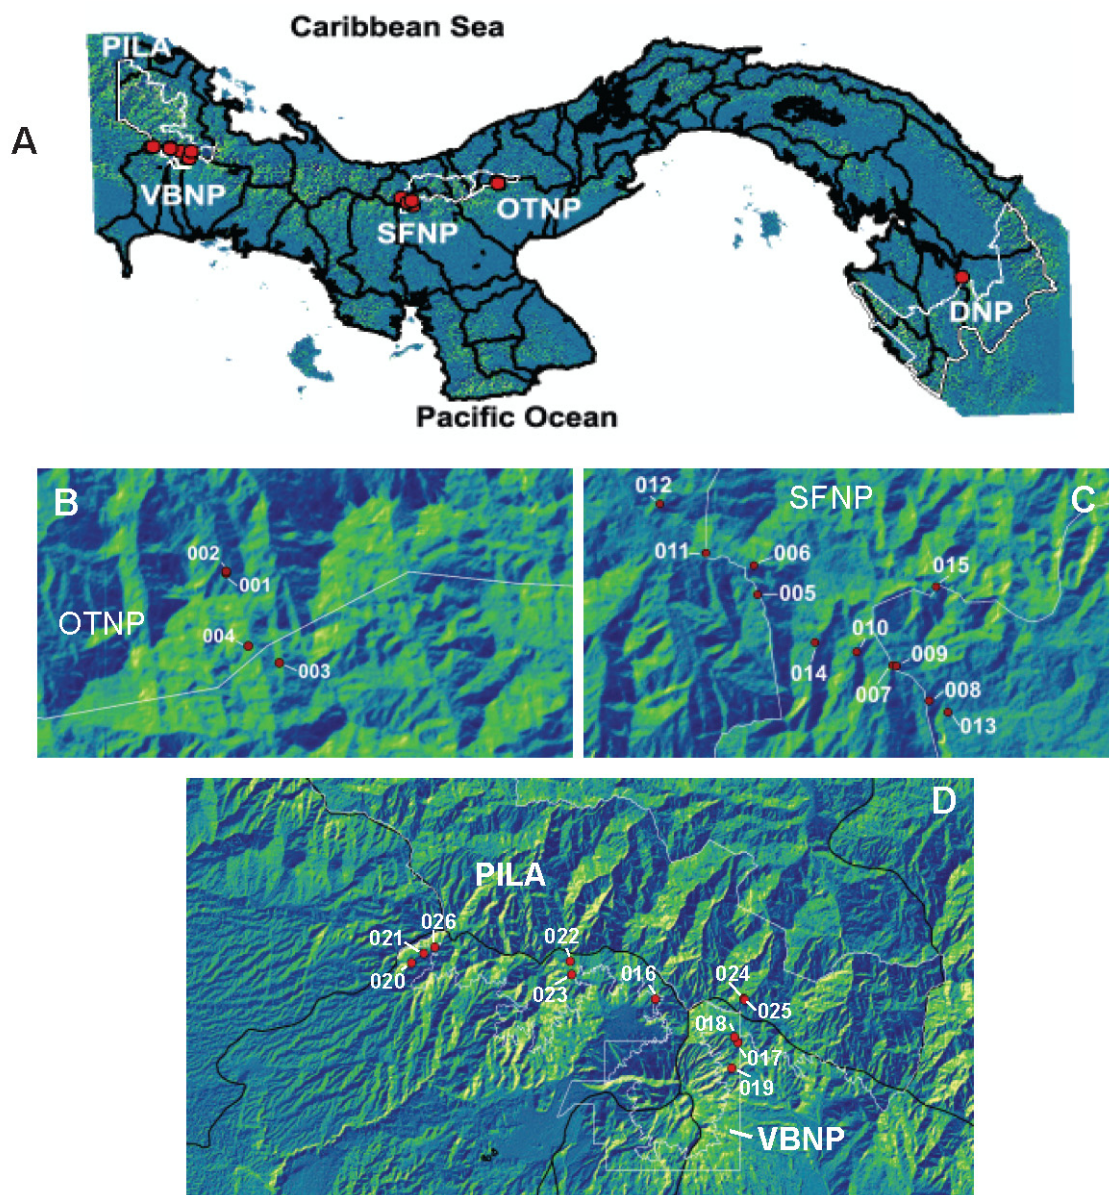 Caribbean Sea
PILA
A
VBNP
SFNP
OTNP
DNP
Pacific Ocean
B
002
001
OTNP
004
003
SFNP
C
012
011
006
005
015
010
014
009
007
008
013
D
PILA
026
021
020
022
023
016
024
025
018
017
019
VBNP